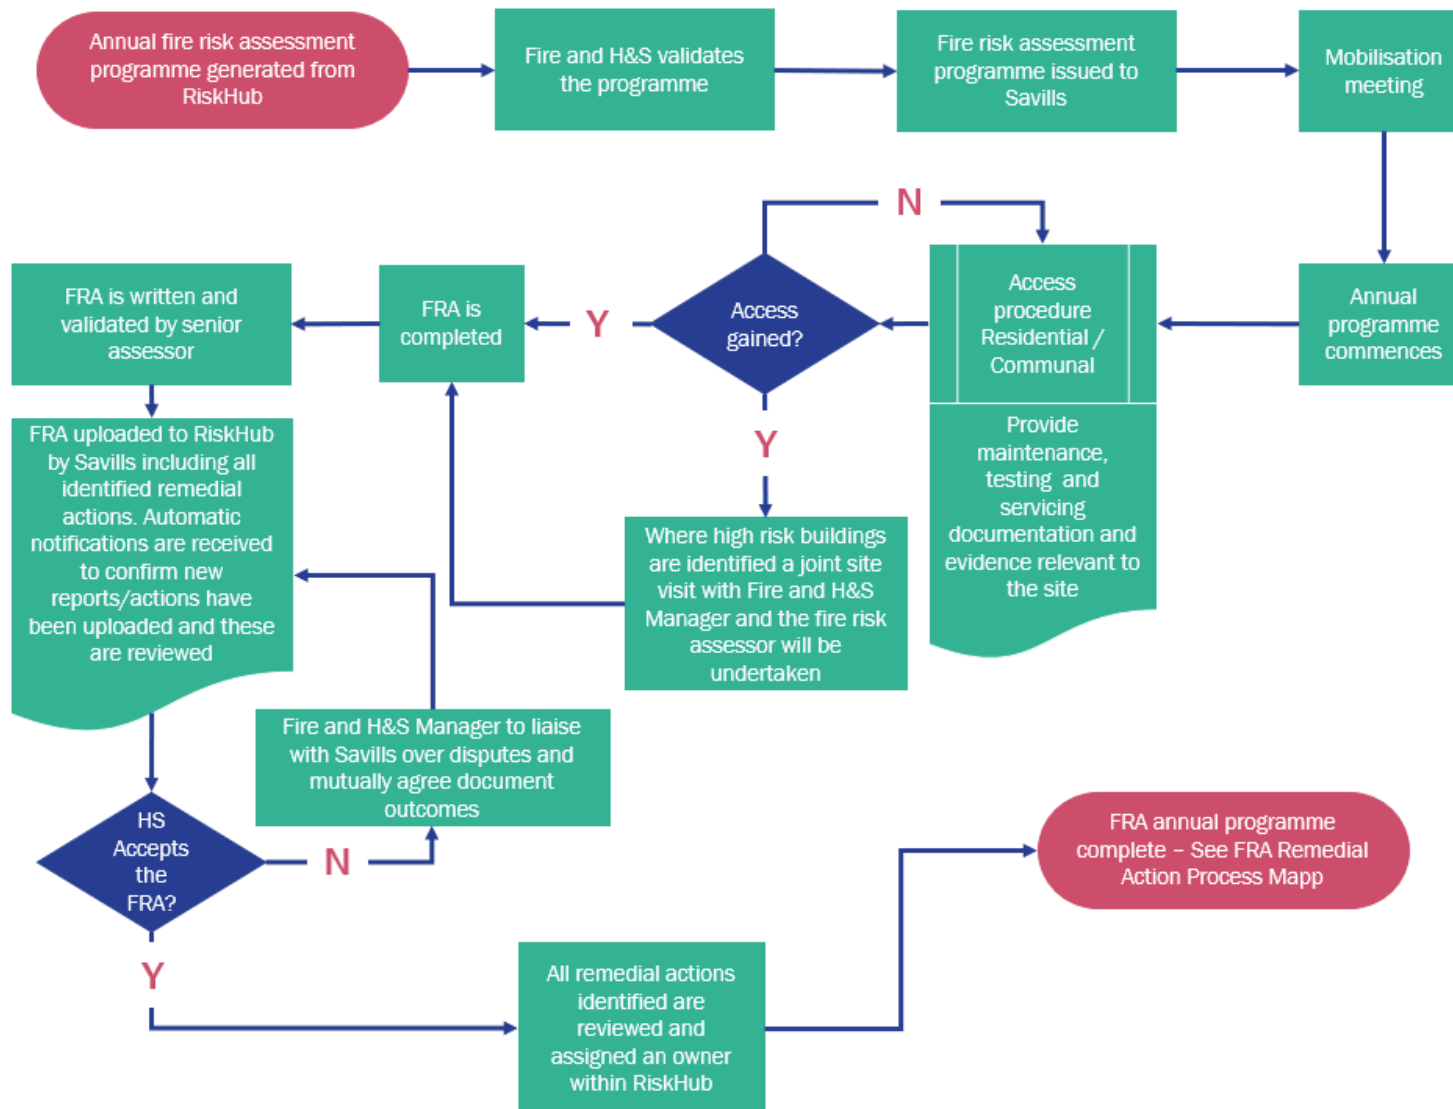 Annual fire risk assessment
programme generated from
RiskHub
Fire and H&S validates
the programme
Fire risk assessment
programme issued to
Savills
Mobilisation
meeting
Annual
programme
commences
Access
procedure
Residential /
Communal
Provide
maintenance,
testing and
servicing
documentation and
evidence relevant to
the site
N
Access
gained?
Y
Y
Where high risk buildings
are identified a joint site
visit with Fire and H&S
Manager and the fire risk
assessor will be
undertaken
FRA is
completed
FRA is written and
validated by senior
assessor
FRA uploaded to RiskHub
by Savills including all
identified remedial
actions. Automatic
notifications are received
to confirm new
reports/actions have
been uploaded and these
are reviewed
HS
Accepts
the
FRA?
N
Fire and H&S Manager to liaise
with Savills over disputes and
mutually agree document
outcomes
Y
All remedial actions
identified are
reviewed and
assigned an owner
within RiskHub
FRA annual programme
complete – See FRA Remedial
Action Process Mapp